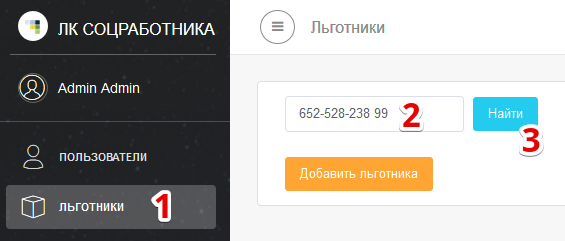 ЛК СОЦРАБОТНИКА
Admin Admin
ПОЛЬЗОВАТЕЛИ
ЛЬГОТНИКИ 1
Льготники
652-528-238 99 2
Найти
3
Добавить льготника